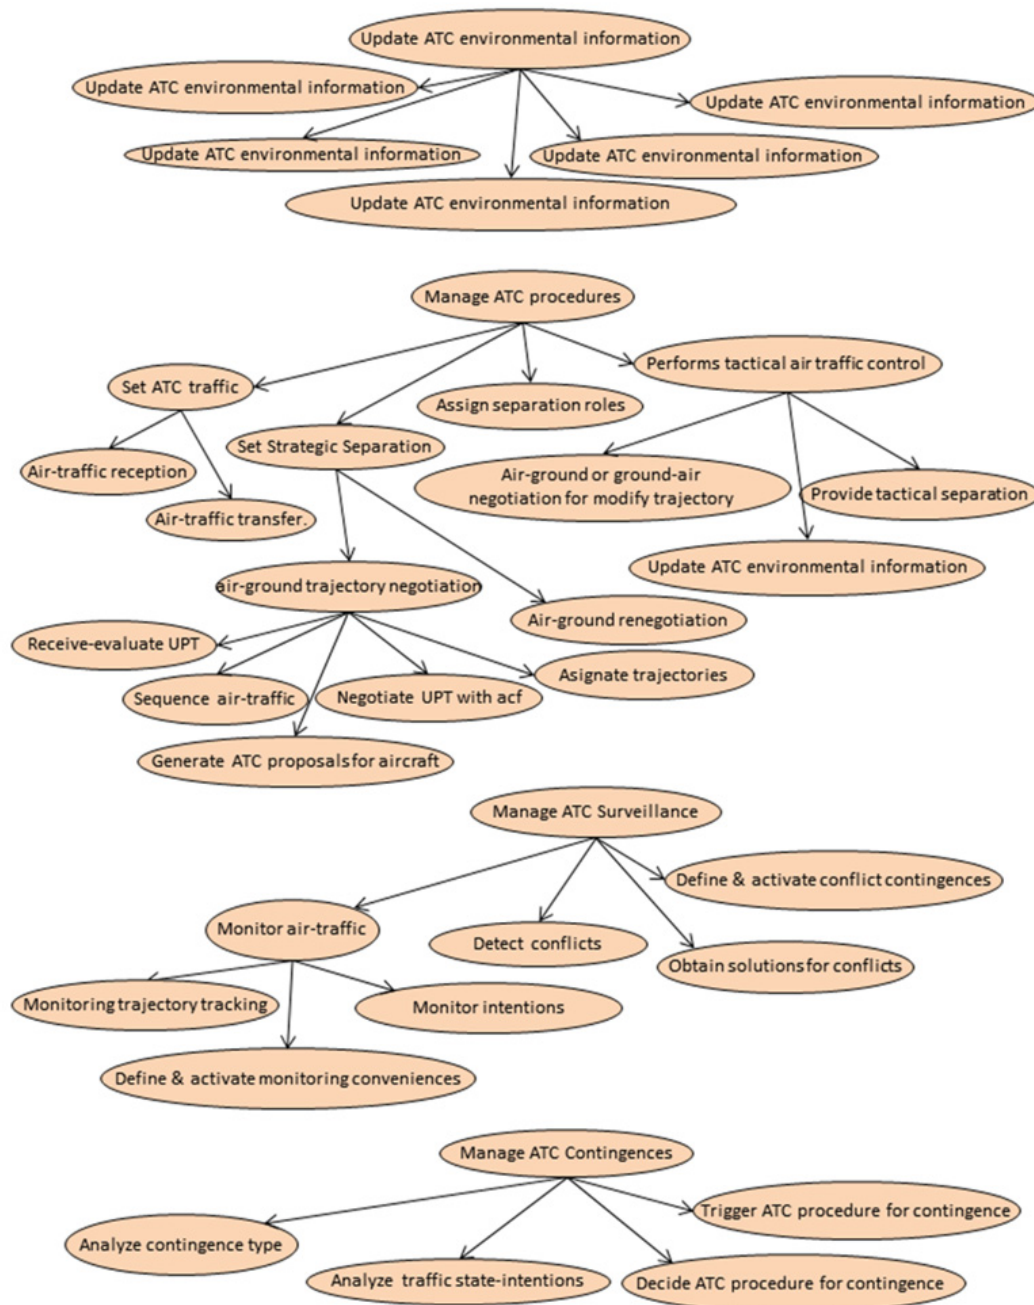 Update ATC environmental information
Update ATC environmental information
Update ATC environmental information
Update ATC environmental information
Update ATC environmental information
Update ATC environmental information
Manage ATC procedures
Set ATC traffic
Performs tactical air traffic control
Assign separation roles
Set Strategic Separation
Air-traffic reception
Air-ground or ground-air
negotiation for modify trajectory
Provide tactical separation
Air-traffic transfer.
Update ATC environmental information
air-ground trajectory negotiation
Air-ground renegotiation
Receive-evaluate UPT
Asignate trajectories
Sequence air-traffic
Negotiate UPT with acf
Generate ATC proposals for aircraft
Manage ATC Surveillance
Define & activate conflict contingences
Monitor air-traffic
Detect conflicts
Obtain solutions for conflicts
Monitoring trajectory tracking
Monitor intentions
Define & activate monitoring conveniences
Manage ATC Contingences
Trigger ATC procedure for contingence
Analyze contingence type
Analyze traffic state-intentions
Decide ATC procedure for contingence